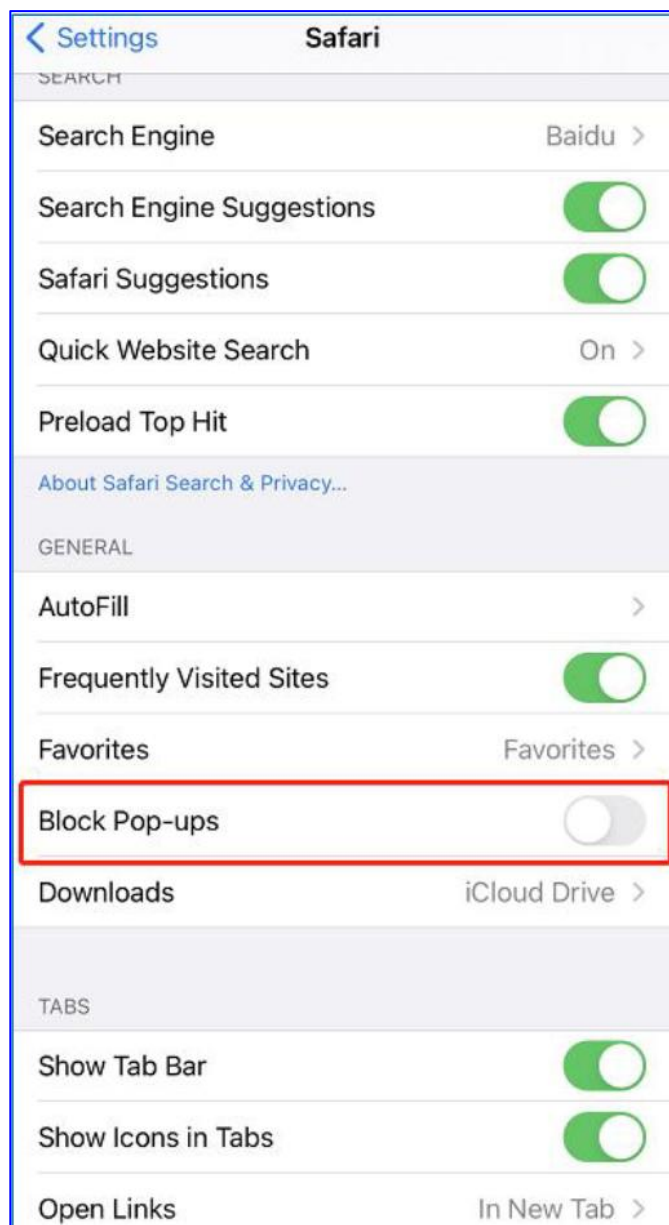 Settings Safari
SEARCH
Search Engine Baidu
Search Engine Suggestions
Safari Suggestions
Quick Website Search On
Preload Top Hit
About Safari Search & Privacy...
GENERAL
AutoFill
Frequently Visited Sites
Favorites Favorites
Block Pop-ups
Downloads iCloud Drive
TABS
Show Tab Bar
Show Icons in Tabs
Open Links In New Tab